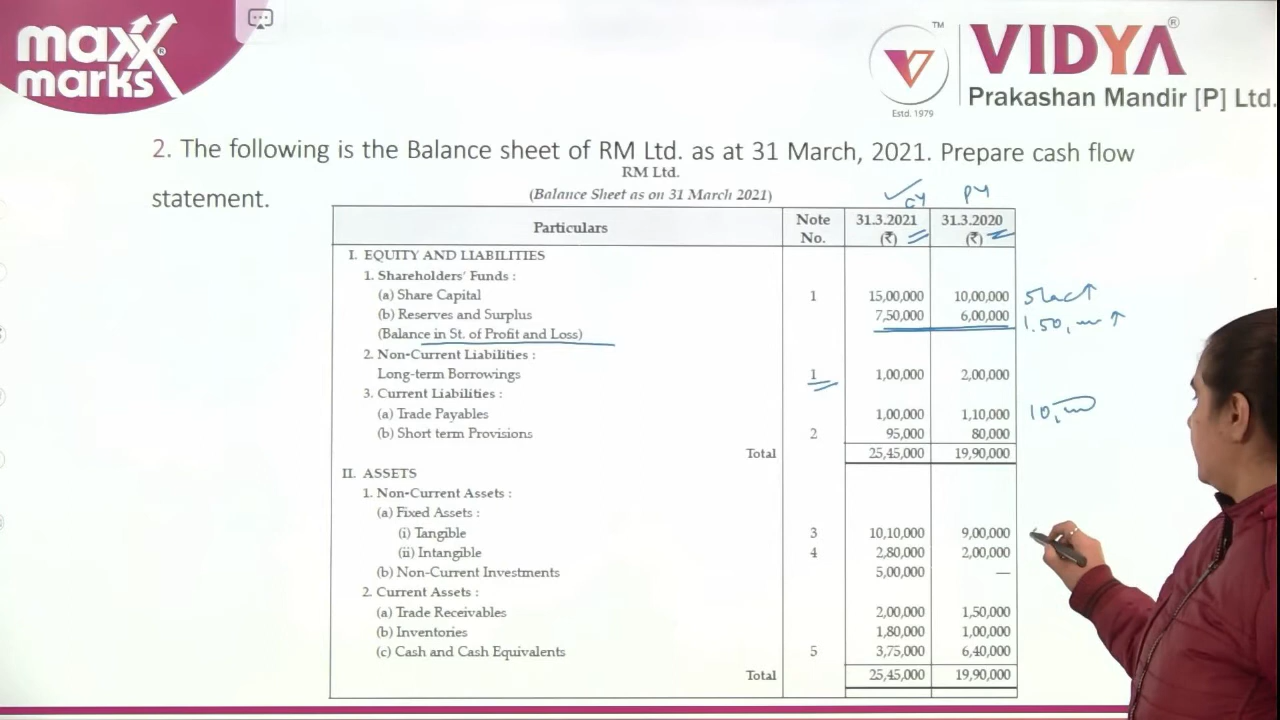 maxx
marks
TM
VIDYA
Prakashan Mandir [P] Ltd.
Estd. 1979
2. The following is the Balance sheet of RM Ltd. as at 31 March, 2021. Prepare cash flow
statement.
RM Ltd.
(Balance Sheet as on 31 March 2021)
CY PY
Particulars Note No. 31.3.2021 (₹) 31.3.2020 (₹)
I. EQUITY AND LIABILITIES
1. Shareholders' Funds :
(a) Share Capital 1 15,00,000 10,00,000 5 lac ↑
(b) Reserves and Surplus 7,50,000 6,00,000 1.50, ↑
(Balance in St. of Profit and Loss)
2. Non-Current Liabilities :
Long-term Borrowings 1 1,00,000 2,00,000
3. Current Liabilities :
(a) Trade Payables 1,00,000 1,10,000 10,
(b) Short term Provisions 2 95,000 80,000
Total 25,45,000 19,90,000
II. ASSETS
1. Non-Current Assets :
(a) Fixed Assets :
(i) Tangible 3 10,10,000 9,00,000
(ii) Intangible 4 2,80,000 2,00,000
(b) Non-Current Investments 5,00,000 —
2. Current Assets :
(a) Trade Receivables 2,00,000 1,50,000
(b) Inventories 1,80,000 1,00,000
(c) Cash and Cash Equivalents 5 3,75,000 6,40,000
Total 25,45,000 19,90,000